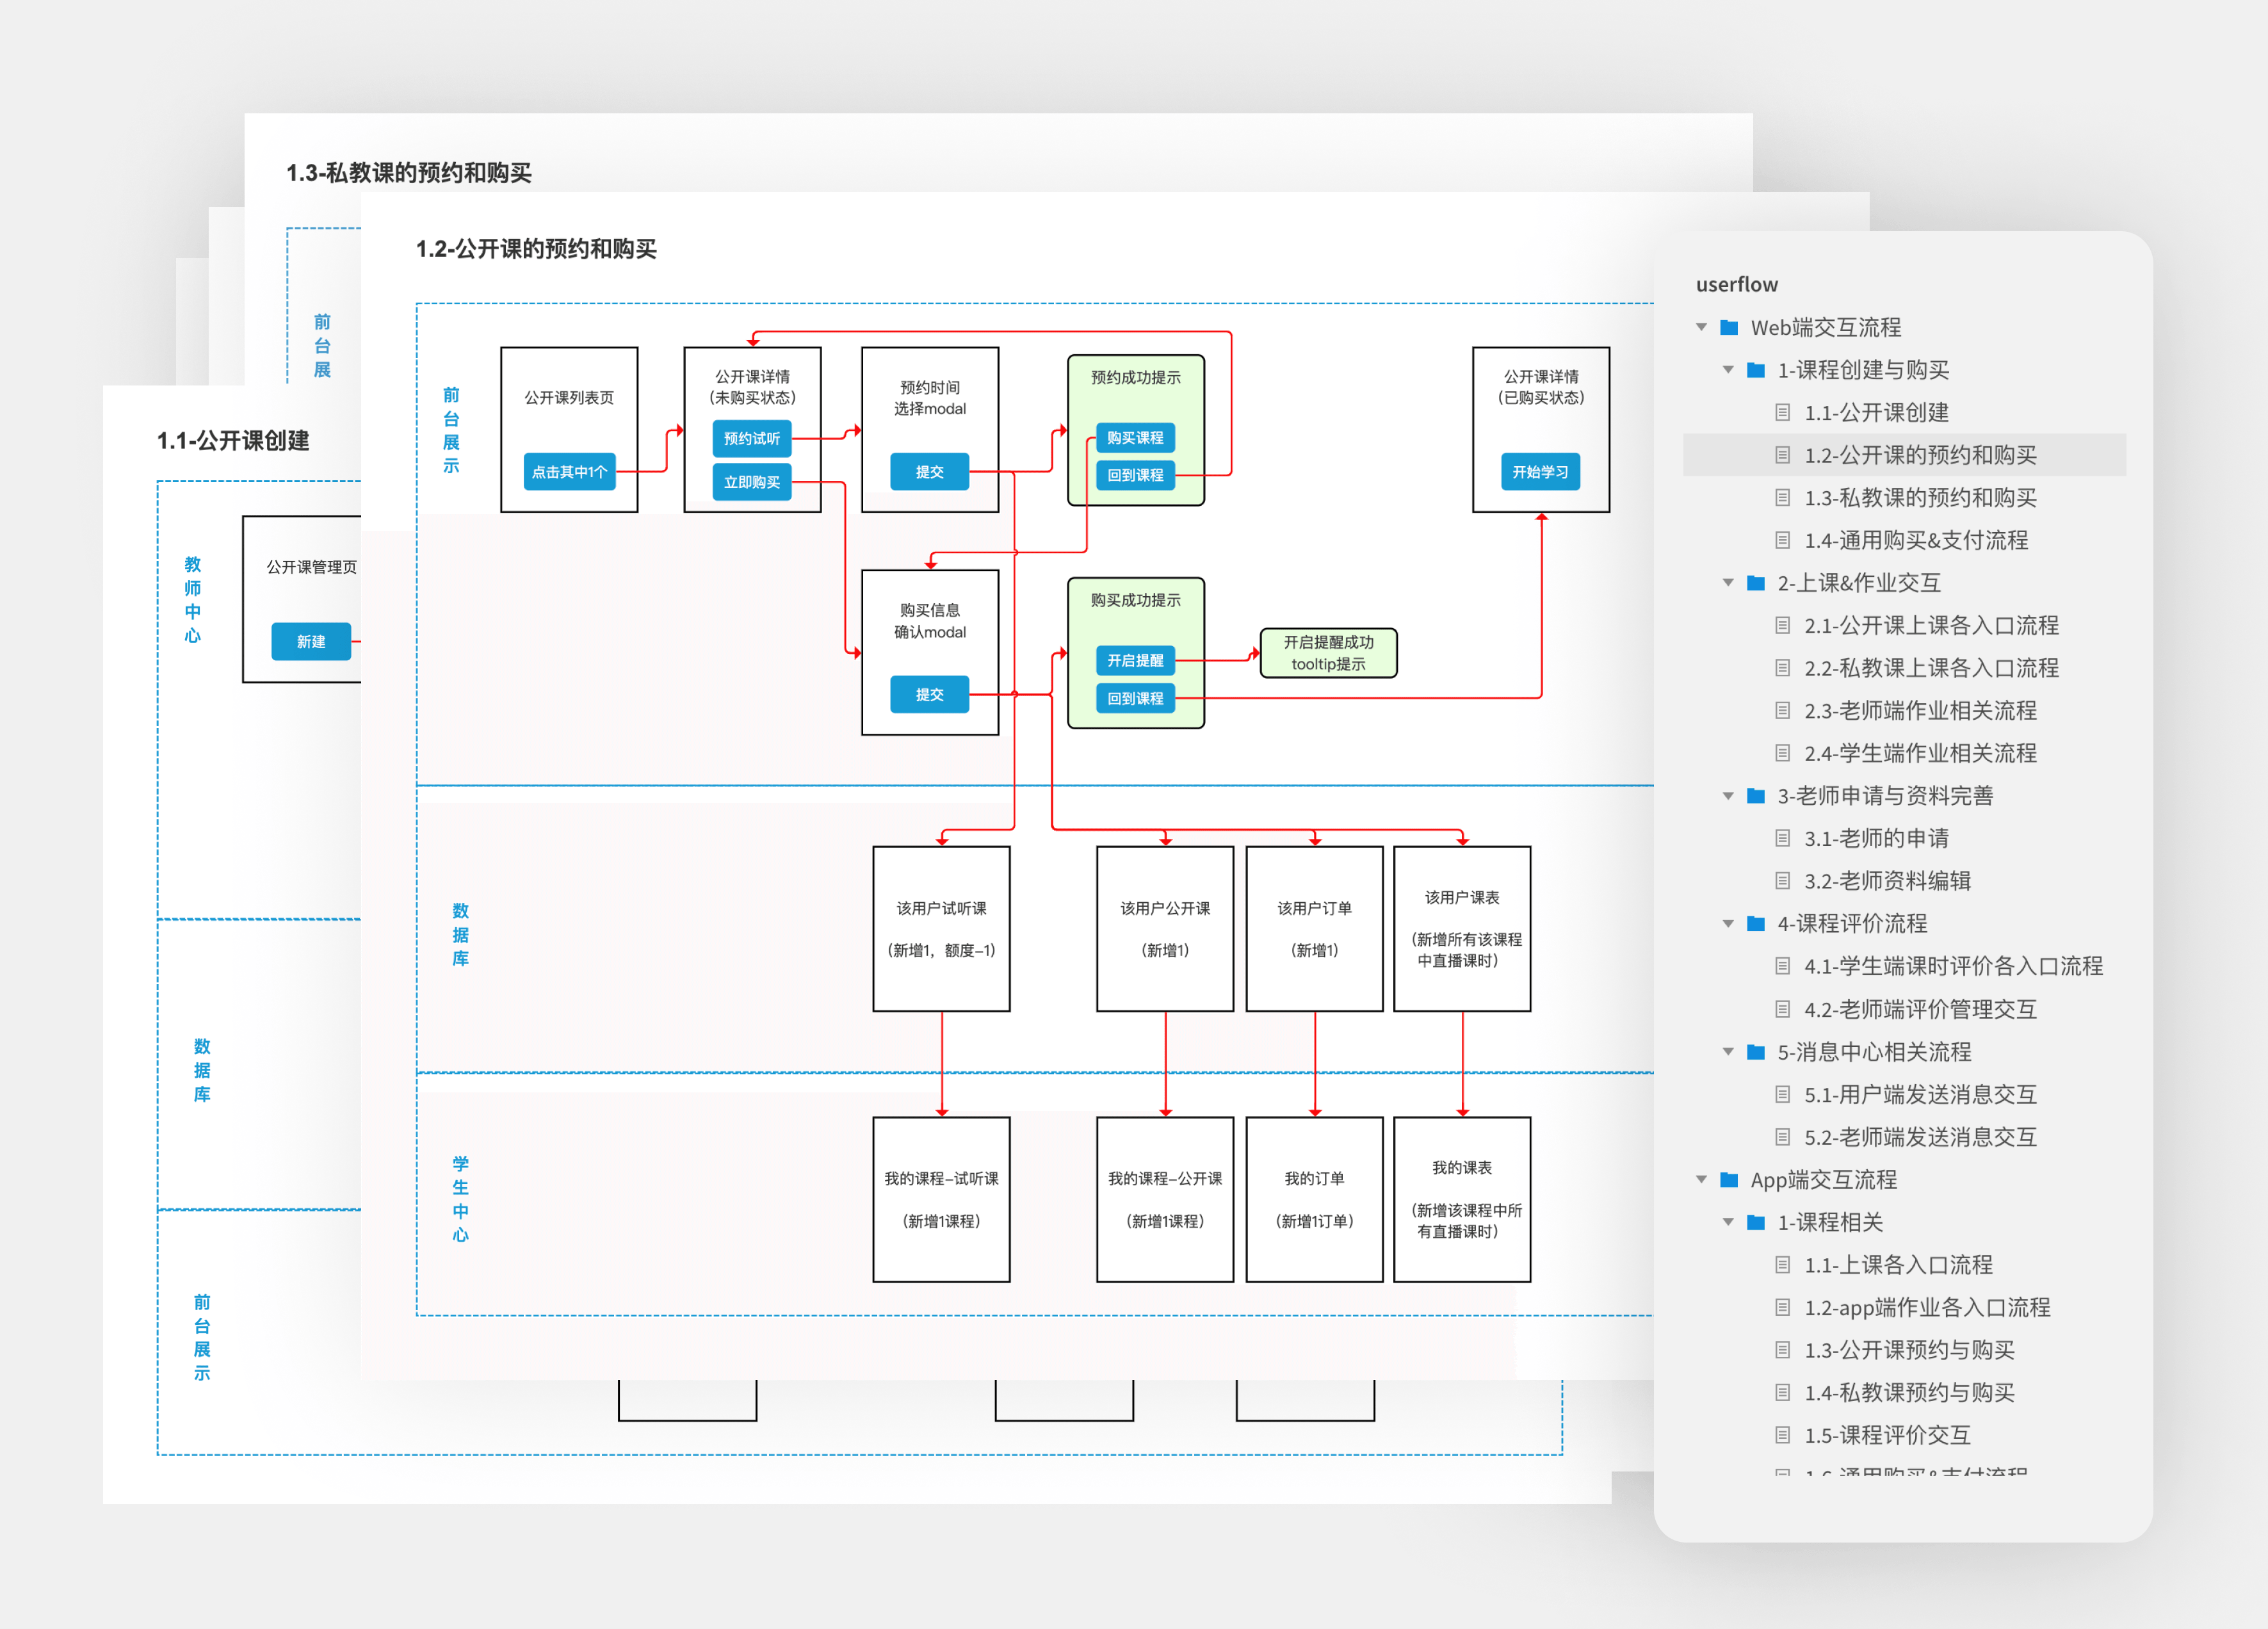 1.3-私教课的预约和购买
前
台
展
1.2-公开课的预约和购买
前
台
展
示
公开课列表页
点击其中1个
公开课详情
（未购买状态）
预约试听
立即购买
预约时间
选择modal
提交
预约成功提示
购买课程
回到课程
公开课详情
（已购买状态）
开始学习
购买信息
确认modal
提交
购买成功提示
开启提醒
回到课程
开启提醒成功
tooltip提示
数
据
库
该用户试听课
（新增1，额度-1）
该用户公开课
（新增1）
该用户订单
（新增1）
该用户课表
（新增所有该课程
中直播课时）
学
生
中
心
我的课程-试听课
（新增1课程）
我的课程-公开课
（新增1课程）
我的订单
（新增1订单）
我的课表
（新增该课程中所
有直播课时）
1.1-公开课创建
教
师
中
心
公开课管理页
新建
数
据
库
前
台
展
示
userflow
Web端交互流程
1-课程创建与购买
1.1-公开课创建
1.2-公开课的预约和购买
1.3-私教课的预约和购买
1.4-通用购买&支付流程
2-上课&作业交互
2.1-公开课上课各入口流程
2.2-私教课上课各入口流程
2.3-老师端作业相关流程
2.4-学生端作业相关流程
3-老师申请与资料完善
3.1-老师的申请
3.2-老师资料编辑
4-课程评价流程
4.1-学生端课时评价各入口流程
4.2-老师端评价管理交互
5-消息中心相关流程
5.1-用户端发送消息交互
5.2-老师端发送消息交互
App端交互流程
1-课程相关
1.1-上课各入口流程
1.2-app端作业各入口流程
1.3-公开课预约与购买
1.4-私教课预约与购买
1.5-课程评价交互
1.6-通用购买&支付流程